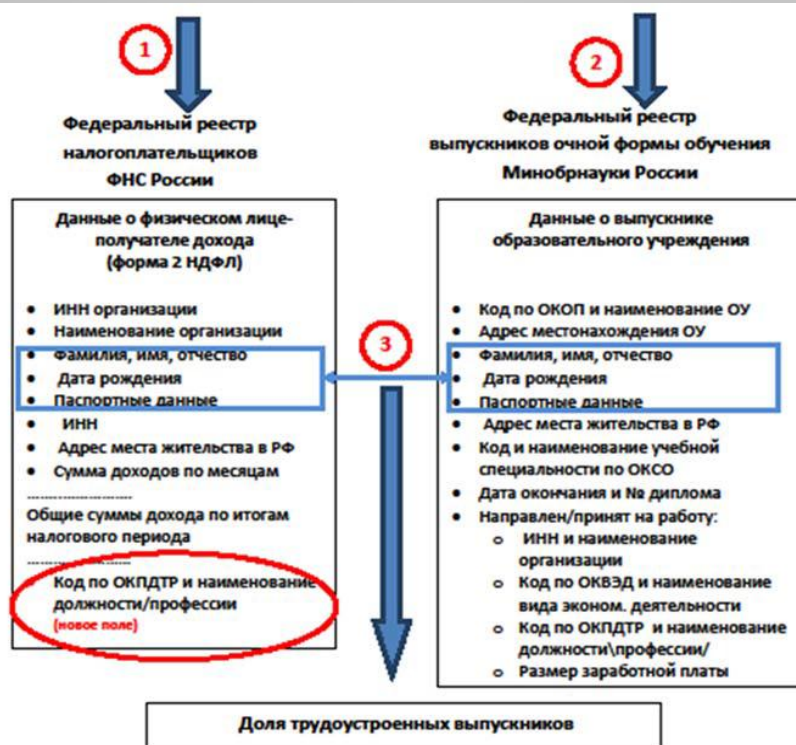 1
2
Федеральный реестр
налогоплательщиков
ФНС России
Федеральный реестр
выпускников очной формы обучения
Минобрнауки России
Данные о физическом лице-
получателе дохода
(форма 2 НДФЛ)
• ИНН организации
• Наименование организации
• Фамилия, имя, отчество
• Дата рождения
• Паспортные данные
• ИНН
• Адрес места жительства в РФ
• Сумма доходов по месяцам
........................
Общие суммы дохода по итогам
налогового периода
........................
Код по ОКПДТР и наименование
должности/профессии
(новое поле)
3
Данные о выпускнике
образовательного учреждения
• Код по ОКОП и наименование ОУ
• Адрес местонахождения ОУ
• Фамилия, имя, отчество
• Дата рождения
• Паспортные данные
• Адрес места жительства в РФ
• Код и наименование учебной
специальности по ОКСО
• Дата окончания и № диплома
• Направлен/принят на работу:
o ИНН и наименование
организации
o Код по ОКВЭД и наименование
вида эконом. деятельности
o Код по ОКПДТР и наименование
должности\профессии/
o Размер заработной платы
Доля трудоустроенных выпускников